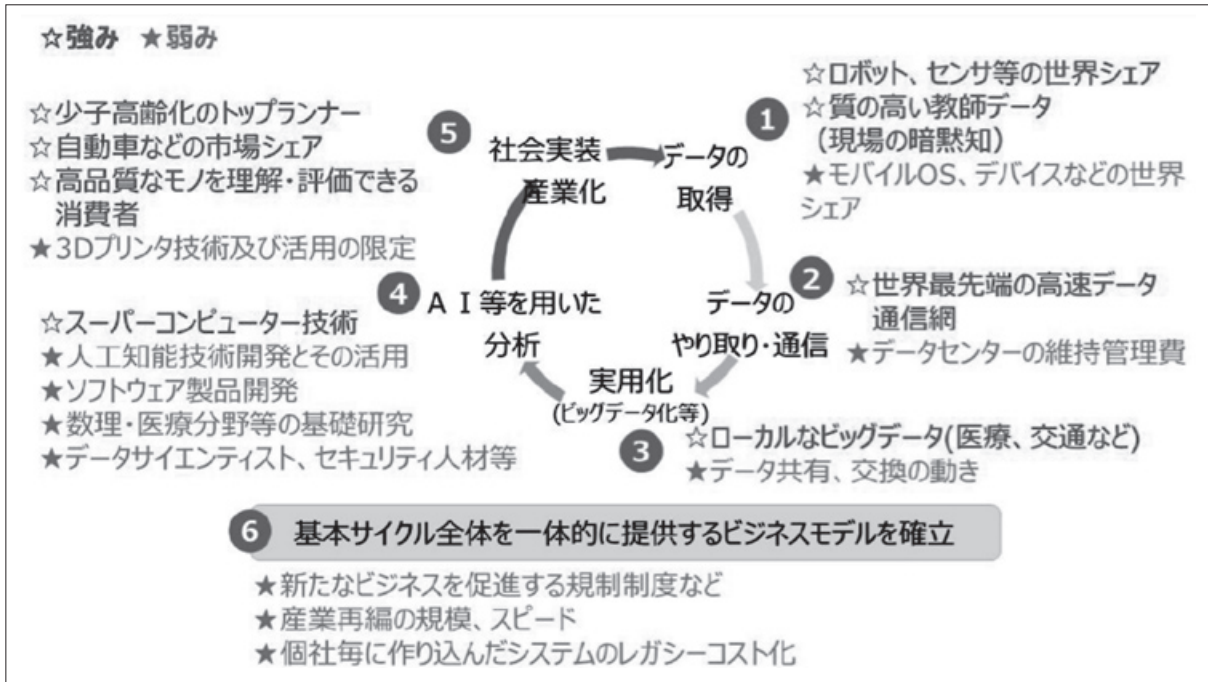 ☆強み ★弱み
❶
☆ロボット、センサ等の世界シェア
☆質の高い教師データ
(現場の暗黙知)
★モバイルOS、デバイスなどの世界
シェア
データの
取得
❷
☆世界最先端の高速データ
通信網
★データセンターの維持管理費
データの
やり取り・通信
実用化
(ビッグデータ化等)
❸
☆ローカルなビッグデータ(医療、交通など)
★データ共有、交換の動き
❹
AI等を用いた
分析
☆スーパーコンピューター技術
★人工知能技術開発とその活用
★ソフトウェア製品開発
★数理・医療分野等の基礎研究
★データサイエンティスト、セキュリティ人材等
❺
社会実装
産業化
☆少子高齢化のトップランナー
☆自動車などの市場シェア
☆高品質なモノを理解・評価できる
消費者
★3Dプリンタ技術及び活用の限定
❻ 基本サイクル全体を一体的に提供するビジネスモデルを確立
★新たなビジネスを促進する規制制度など
★産業再編の規模、スピード
★個社毎に作り込んだシステムのレガシーコスト化